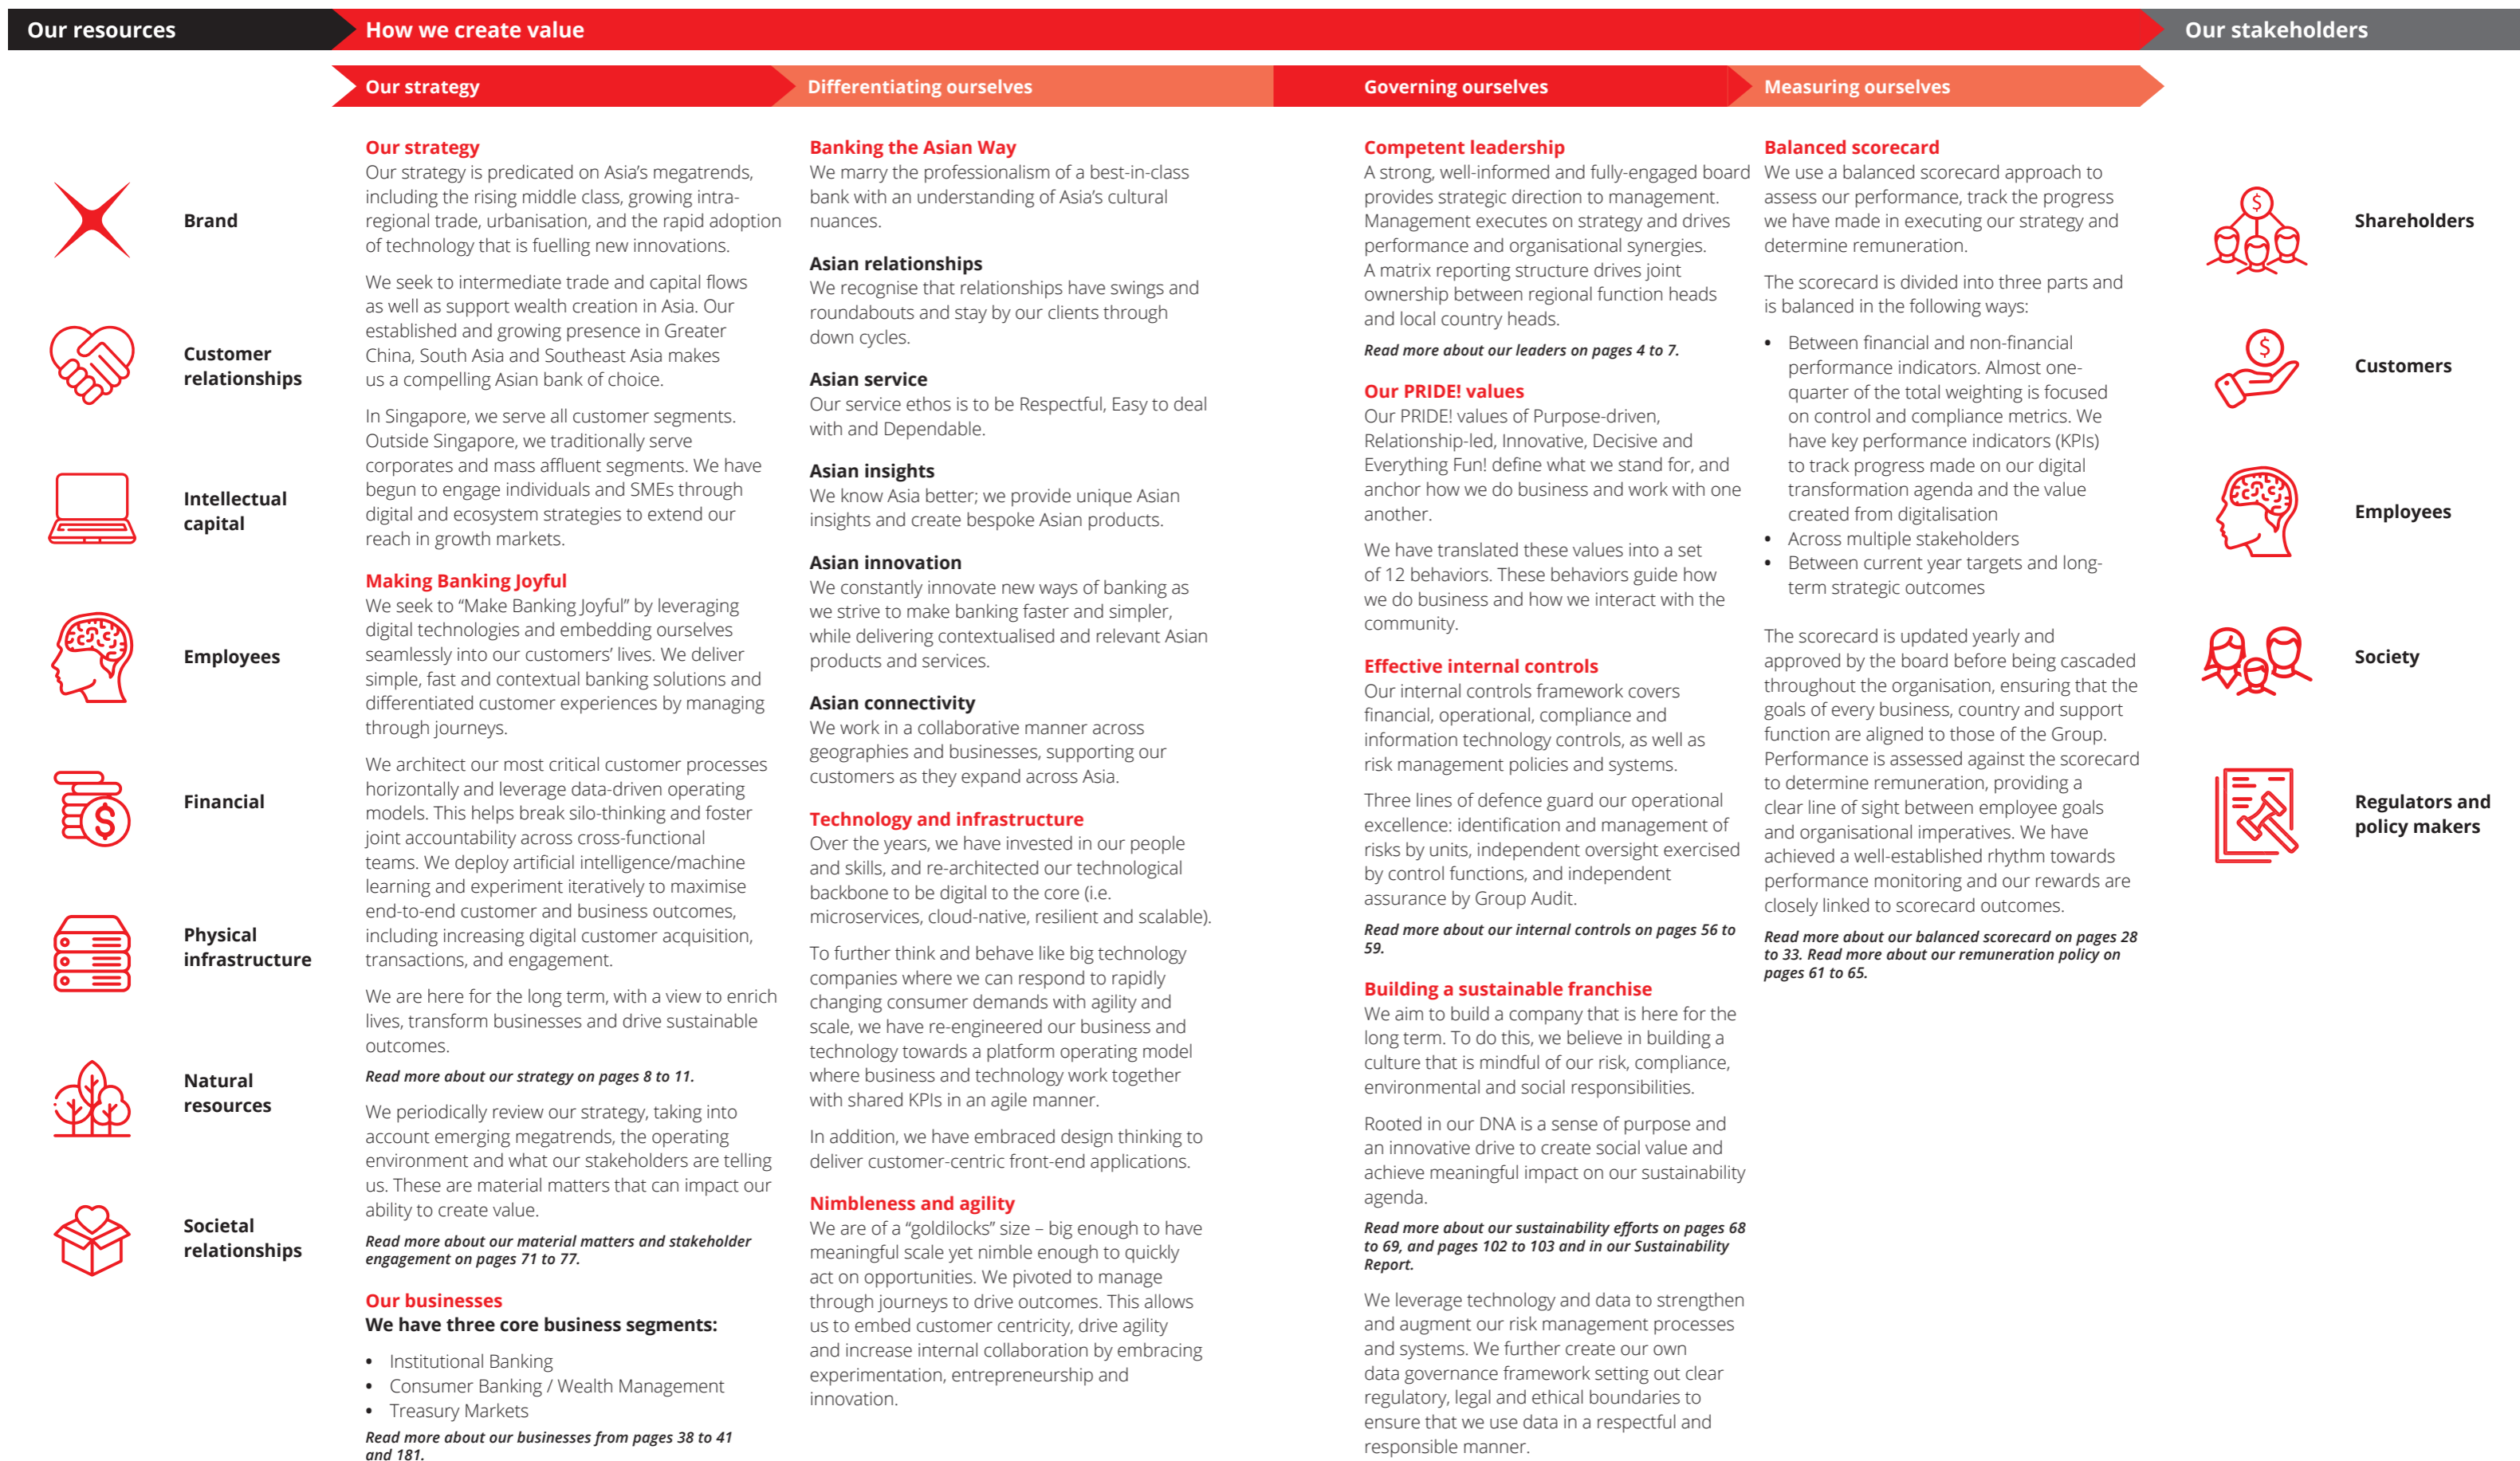 Our resources
How we create value
Our stakeholders
Our strategy
Differentiating ourselves
Governing ourselves
Measuring ourselves
Brand
Customer
relationships
Intellectual
capital
Employees
Financial
Physical
infrastructure
Natural
resources
Societal
relationships
Our strategy
Our strategy is predicated on Asia’s megatrends,
including the rising middle class, growing intra-
regional trade, urbanisation, and the rapid adoption
of technology that is fuelling new innovations.
We seek to intermediate trade and capital flows
as well as support wealth creation in Asia. Our
established and growing presence in Greater
China, South Asia and Southeast Asia makes
us a compelling Asian bank of choice.
In Singapore, we serve all customer segments.
Outside Singapore, we traditionally serve
corporates and mass affluent segments. We have
begun to engage individuals and SMEs through
digital and ecosystem strategies to extend our
reach in growth markets.
Making Banking Joyful
We seek to “Make Banking Joyful” by leveraging
digital technologies and embedding ourselves
seamlessly into our customers’ lives. We deliver
simple, fast and contextual banking solutions and
differentiated customer experiences by managing
through journeys.
We architect our most critical customer processes
horizontally and leverage data-driven operating
models. This helps break silo-thinking and foster
joint accountability across cross-functional
teams. We deploy artificial intelligence/machine
learning and experiment iteratively to maximise
end-to-end customer and business outcomes,
including increasing digital customer acquisition,
transactions, and engagement.
We are here for the long term, with a view to enrich
lives, transform businesses and drive sustainable
outcomes.
Read more about our strategy on pages 8 to 11.
We periodically review our strategy, taking into
account emerging megatrends, the operating
environment and what our stakeholders are telling
us. These are material matters that can impact our
ability to create value.
Read more about our material matters and stakeholder
engagement on pages 71 to 77.
Our businesses
We have three core business segments:
• Institutional Banking
• Consumer Banking / Wealth Management
• Treasury Markets
Read more about our businesses from pages 38 to 41
and 181.
Banking the Asian Way
We marry the professionalism of a best-in-class
bank with an understanding of Asia’s cultural
nuances.
Asian relationships
We recognise that relationships have swings and
roundabouts and stay by our clients through
down cycles.
Asian service
Our service ethos is to be Respectful, Easy to deal
with and Dependable.
Asian insights
We know Asia better; we provide unique Asian
insights and create bespoke Asian products.
Asian innovation
We constantly innovate new ways of banking as
we strive to make banking faster and simpler,
while delivering contextualised and relevant Asian
products and services.
Asian connectivity
We work in a collaborative manner across
geographies and businesses, supporting our
customers as they expand across Asia.
Technology and infrastructure
Over the years, we have invested in our people
and skills, and re-architected our technological
backbone to be digital to the core (i.e.
microservices, cloud-native, resilient and scalable).
To further think and behave like big technology
companies where we can respond to rapidly
changing consumer demands with agility and
scale, we have re-engineered our business and
technology towards a platform operating model
where business and technology work together
with shared KPIs in an agile manner.
In addition, we have embraced design thinking to
deliver customer-centric front-end applications.
Nimbleness and agility
We are of a “goldilocks” size – big enough to have
meaningful scale yet nimble enough to quickly
act on opportunities. We pivoted to manage
through journeys to drive outcomes. This allows
us to embed customer centricity, drive agility
and increase internal collaboration by embracing
experimentation, entrepreneurship and
innovation.
Competent leadership
A strong, well-informed and fully-engaged board
provides strategic direction to management.
Management executes on strategy and drives
performance and organisational synergies.
A matrix reporting structure drives joint
ownership between regional function heads
and local country heads.
Read more about our leaders on pages 4 to 7.
Our PRIDE! values
Our PRIDE! values of Purpose-driven,
Relationship-led, Innovative, Decisive and
Everything Fun! define what we stand for, and
anchor how we do business and work with one
another.
We have translated these values into a set
of 12 behaviors. These behaviors guide how
we do business and how we interact with the
community.
Effective internal controls
Our internal controls framework covers
financial, operational, compliance and
information technology controls, as well as
risk management policies and systems.
Three lines of defence guard our operational
excellence: identification and management of
risks by units, independent oversight exercised
by control functions, and independent
assurance by Group Audit.
Read more about our internal controls on pages 56 to
59.
Building a sustainable franchise
We aim to build a company that is here for the
long term. To do this, we believe in building a
culture that is mindful of our risk, compliance,
environmental and social responsibilities.
Rooted in our DNA is a sense of purpose and
an innovative drive to create social value and
achieve meaningful impact on our sustainability
agenda.
Read more about our sustainability efforts on pages 68
to 69, and pages 102 to 103 and in our Sustainability
Report.
We leverage technology and data to strengthen
and augment our risk management processes
and systems. We further create our own
data governance framework setting out clear
regulatory, legal and ethical boundaries to
ensure that we use data in a respectful and
responsible manner.
Balanced scorecard
We use a balanced scorecard approach to
assess our performance, track the progress
we have made in executing our strategy and
determine remuneration.
The scorecard is divided into three parts and
is balanced in the following ways:
• Between financial and non-financial
performance indicators. Almost one-
quarter of the total weighting is focused
on control and compliance metrics. We
have key performance indicators (KPIs)
to track progress made on our digital
transformation agenda and the value
created from digitalisation
• Across multiple stakeholders
• Between current year targets and long-
term strategic outcomes
The scorecard is updated yearly and
approved by the board before being cascaded
throughout the organisation, ensuring that the
goals of every business, country and support
function are aligned to those of the Group.
Performance is assessed against the scorecard
to determine remuneration, providing a
clear line of sight between employee goals
and organisational imperatives. We have
achieved a well-established rhythm towards
performance monitoring and our rewards are
closely linked to scorecard outcomes.
Read more about our balanced scorecard on pages 28
to 33. Read more about our remuneration policy on
pages 61 to 65.
Shareholders
Customers
Employees
Society
Regulators and
policy makers